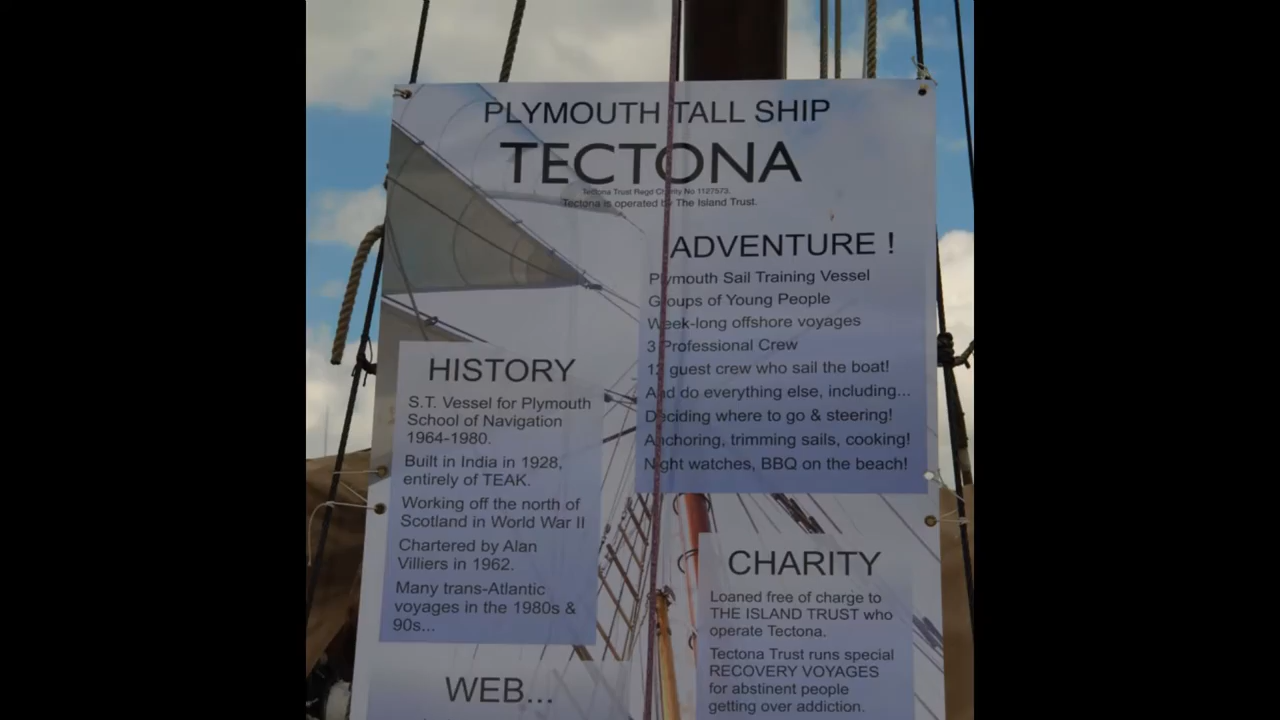 PLYMOUTH TALL SHIP
TECTONA
Tectona Trust Regd Charity No 1127573.
Tectona is operated by The Island Trust.
ADVENTURE !
Plymouth Sail Training Vessel
Groups of Young People
Week-long offshore voyages
3 Professional Crew
12 guest crew who sail the boat!
And do everything else, including...
Deciding where to go & steering!
Anchoring, trimming sails, cooking!
Night watches, BBQ on the beach!
HISTORY
S.T. Vessel for Plymouth
School of Navigation
1964-1980.
Built in India in 1928,
entirely of TEAK.
Working off the north of
Scotland in World War II
Chartered by Alan
Villiers in 1962.
Many trans-Atlantic
voyages in the 1980s &
90s...
CHARITY
Loaned free of charge to
THE ISLAND TRUST who
operate Tectona.
Tectona Trust runs special
RECOVERY VOYAGES
for abstinent people
getting over addiction.
WEB...